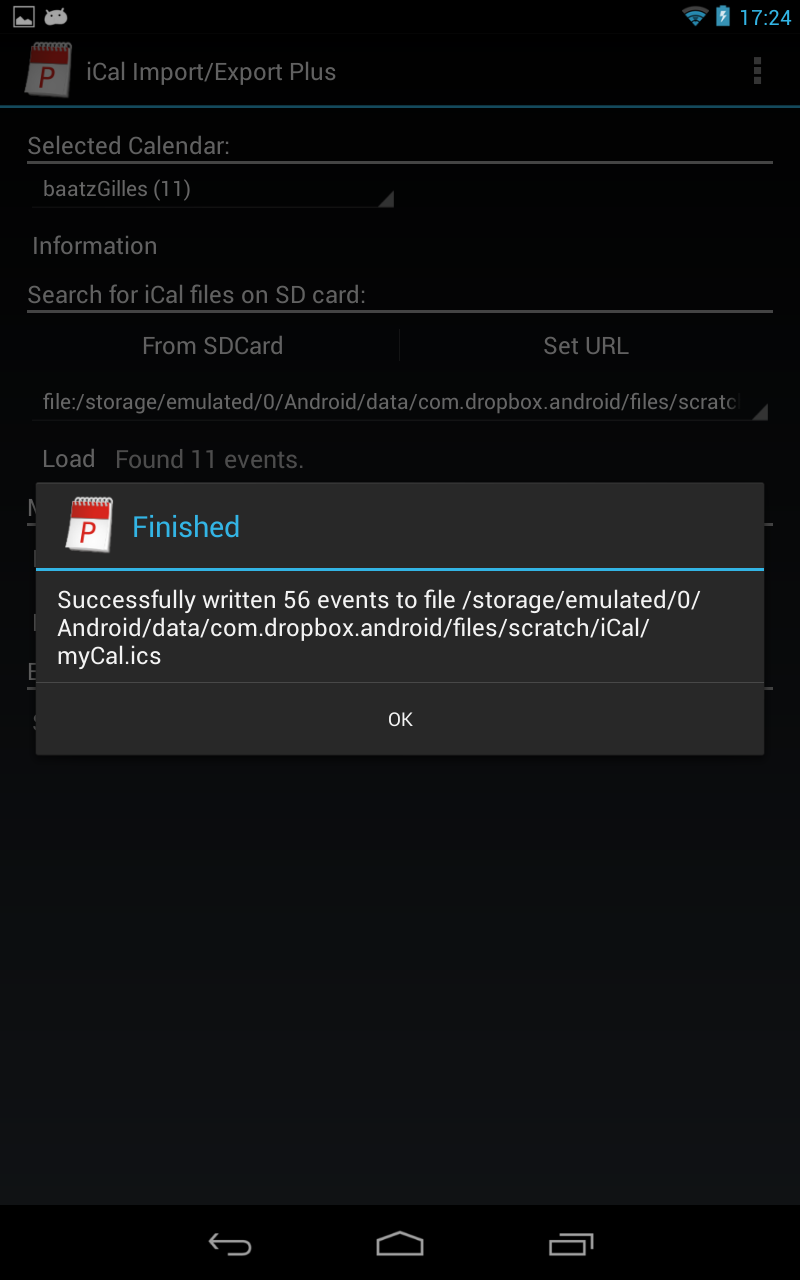 17:24
P
iCal Import/Export Plus
Selected Calendar:
baatzGilles (11)
Information
Search for iCal files on SD card:
From SDCard Set URL
file:/storage/emulated/0/Android/data/com.dropbox.android/files/scratc
Load Found 11 events.
P
Finished
Successfully written 56 events to file /storage/emulated/0/
Android/data/com.dropbox.android/files/scratch/iCal/
myCal.ics
OK